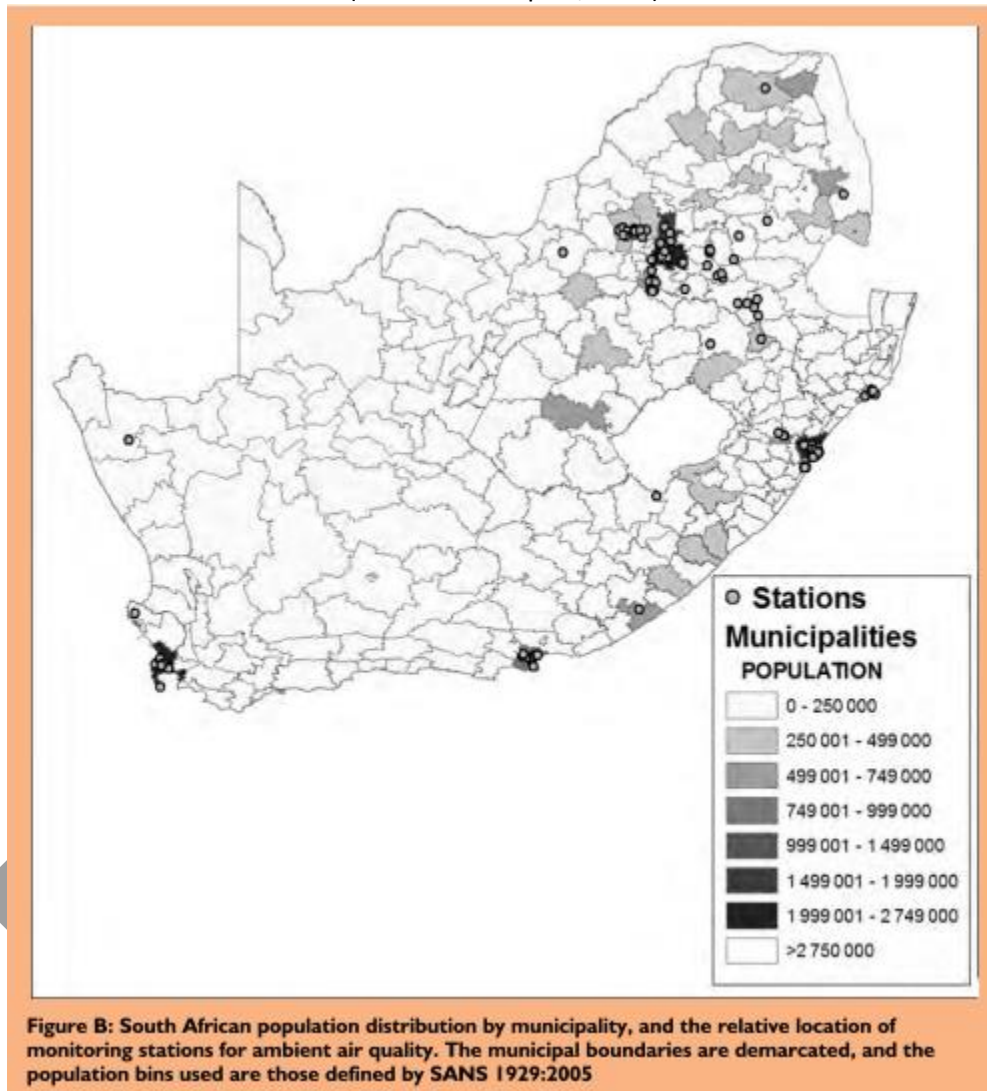 Stations
Municipalities
POPULATION
0 - 250 000
250 001 - 499 000
499 001 - 749 000
749 001 - 999 000
999 001 - 1 499 000
1 499 001 - 1 999 000
1 999 001 - 2 749 000
>2 750 000
Figure B: South African population distribution by municipality, and the relative location of
monitoring stations for ambient air quality. The municipal boundaries are demarcated, and the
population bins used are those defined by SANS 1929:2005